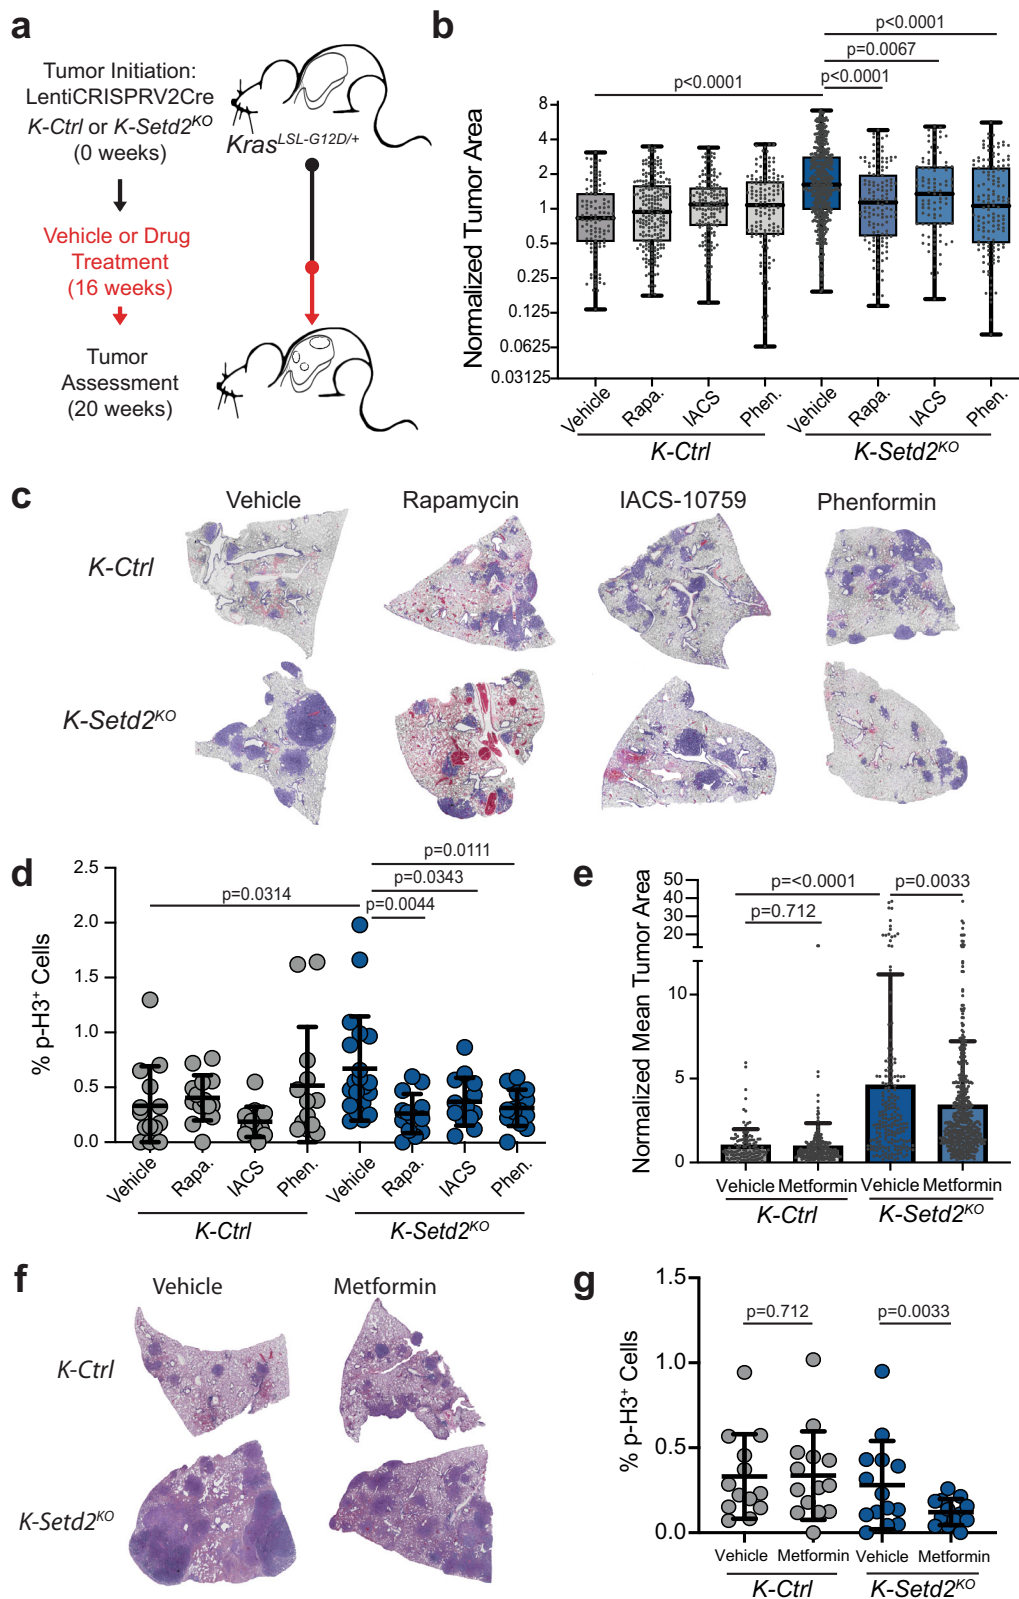 a
Tumor Initiation:
LentiCRISPRV2Cre
K-Ctrl or K-Setd2KO
(0 weeks)
KrasLSL-G12D/+
Vehicle or Drug
Treatment
(16 weeks)
Tumor
Assessment
(20 weeks)
b
p<0.0001
p=0.0067
p<0.0001
p<0.0001
Normalized Tumor Area
8
4
2
1
0.5
0.25
0.125
0.0625
0.03125
Vehicle
Rapa.
IACS
Phen.
Vehicle
Rapa.
IACS
Phen.
K-Ctrl
K-Setd2KO
c
Vehicle
Rapamycin
IACS-10759
Phenformin
K-Ctrl
K-Setd2KO
d
p=0.0111
p=0.0343
p=0.0314
p=0.0044
% p-H3+ Cells
2.5
2.0
1.5
1.0
0.5
0.0
Vehicle
Rapa.
IACS
Phen.
Vehicle
Rapa.
IACS
Phen.
K-Ctrl
K-Setd2KO
e
p=<0.0001
p=0.0033
p=0.712
Normalized Mean Tumor Area
50
40
30
20
10
5
0
Vehicle
Metformin
Vehicle
Metformin
K-Ctrl
K-Setd2KO
f
Vehicle
Metformin
K-Ctrl
K-Setd2KO
g
p=0.712
p=0.0033
% p-H3+ Cells
1.5
1.0
0.5
0.0
Vehicle
Metformin
Vehicle
Metformin
K-Ctrl
K-Setd2KO